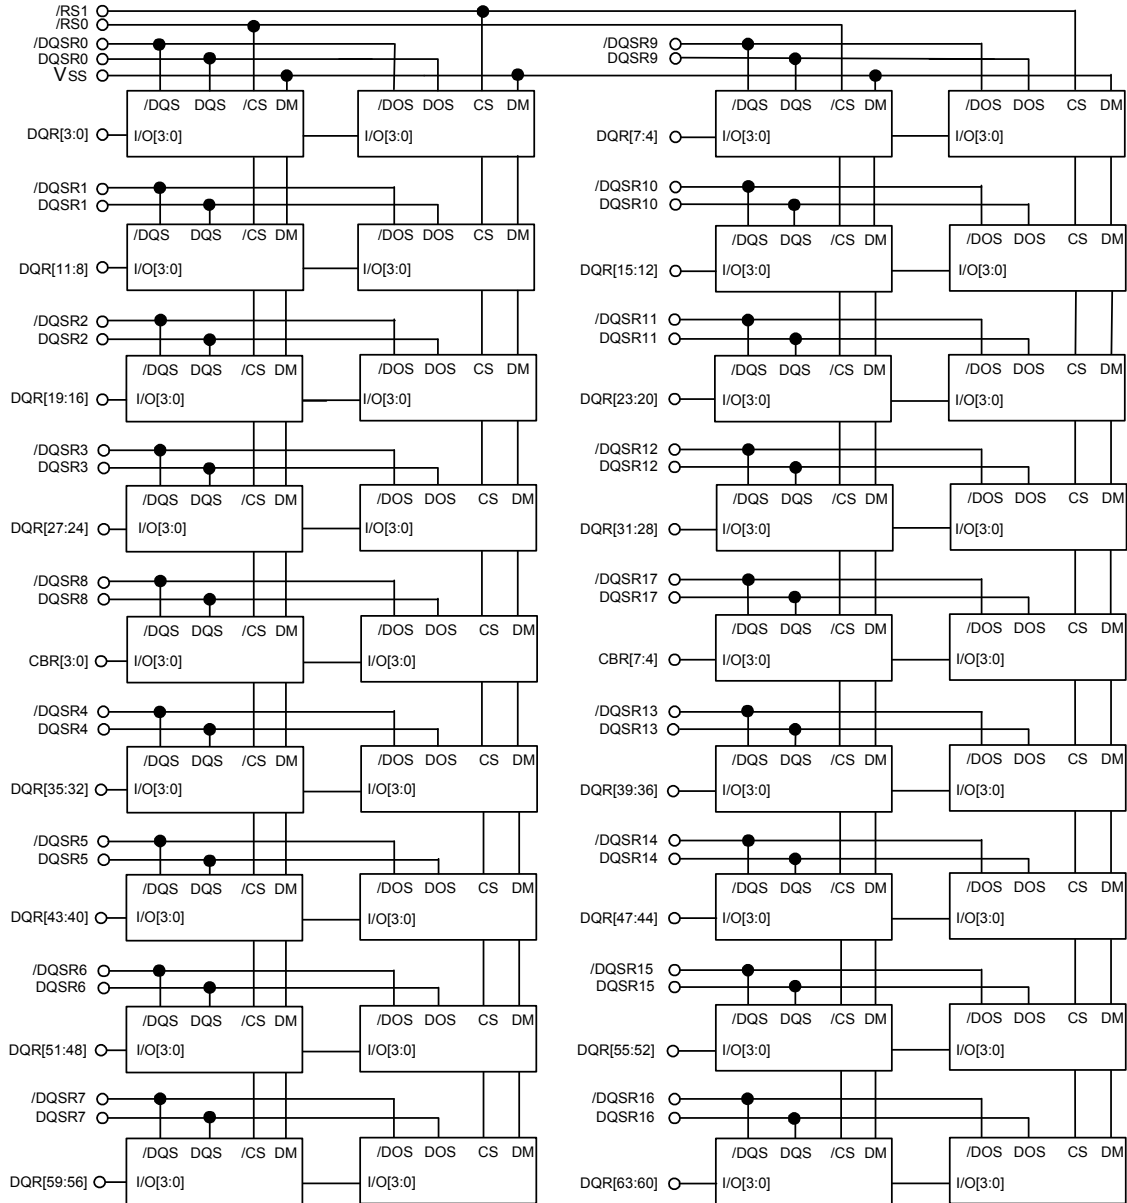 /RS1
/RS0
/DQSR0 /DQSR9
DQSR0 DQSR9
VSS
/DQS DQS /CS DM /DOS DOS CS DM /DQS DQS /CS DM /DOS DOS CS DM
DQR[3:0] I/O[3:0] I/O[3:0] DQR[7:4] I/O[3:0] I/O[3:0]
/DQSR1 /DQSR10
DQSR1 DQSR10
/DQS DQS /CS DM /DOS DOS CS DM /DQS DQS /CS DM /DOS DOS CS DM
DQR[11:8] I/O[3:0] I/O[3:0] DQR[15:12] I/O[3:0] I/O[3:0]
/DQSR2 /DQSR11
DQSR2 DQSR11
/DQS DQS /CS DM /DOS DOS CS DM /DQS DQS /CS DM /DOS DOS CS DM
DQR[19:16] I/O[3:0] I/O[3:0] DQR[23:20] I/O[3:0] I/O[3:0]
/DQSR3 /DQSR12
DQSR3 DQSR12
/DQS DQS /CS DM /DOS DOS CS DM /DQS DQS /CS DM /DOS DOS CS DM
DQR[27:24] I/O[3:0] I/O[3:0] DQR[31:28] I/O[3:0] I/O[3:0]
/DQSR8 /DQSR17
DQSR8 DQSR17
/DQS DQS /CS DM /DOS DOS CS DM /DQS DQS /CS DM /DOS DOS CS DM
CBR[3:0] I/O[3:0] I/O[3:0] CBR[7:4] I/O[3:0] I/O[3:0]
/DQSR4 /DQSR13
DQSR4 DQSR13
/DQS DQS /CS DM /DOS DOS CS DM /DQS DQS /CS DM /DOS DOS CS DM
DQR[35:32] I/O[3:0] I/O[3:0] DQR[39:36] I/O[3:0] I/O[3:0]
/DQSR5 /DQSR14
DQSR5 DQSR14
/DQS DQS /CS DM /DOS DOS CS DM /DQS DQS /CS DM /DOS DOS CS DM
DQR[43:40] I/O[3:0] I/O[3:0] DQR[47:44] I/O[3:0] I/O[3:0]
/DQSR6 /DQSR15
DQSR6 DQSR15
/DQS DQS /CS DM /DOS DOS CS DM /DQS DQS /CS DM /DOS DOS CS DM
DQR[51:48] I/O[3:0] I/O[3:0] DQR[55:52] I/O[3:0] I/O[3:0]
/DQSR7 /DQSR16
DQSR7 DQSR16
/DQS DQS /CS DM /DOS DOS CS DM /DQS DQS /CS DM /DOS DOS CS DM
DQR[59:56] I/O[3:0] I/O[3:0] DQR[63:60] I/O[3:0] I/O[3:0]